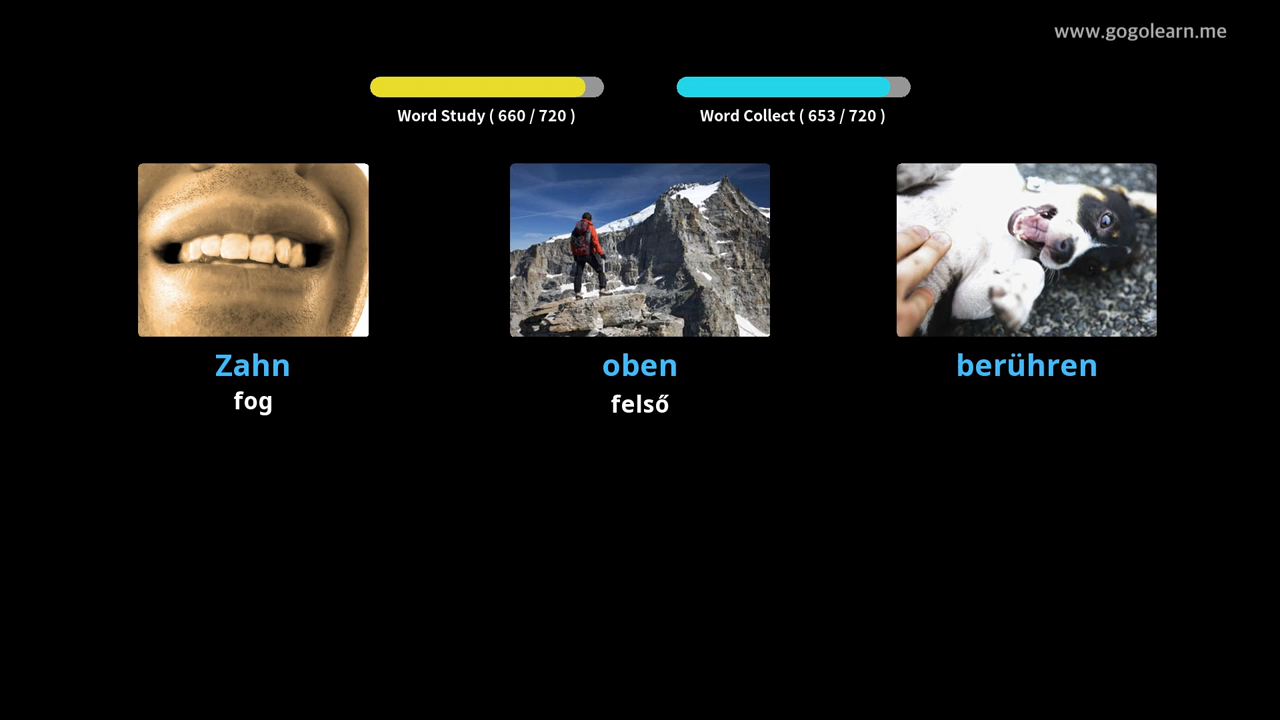 www.gogolearn.me
Word Study ( 660 / 720 )
Word Collect ( 653 / 720 )
Zahn
fog
oben
felső
berühren